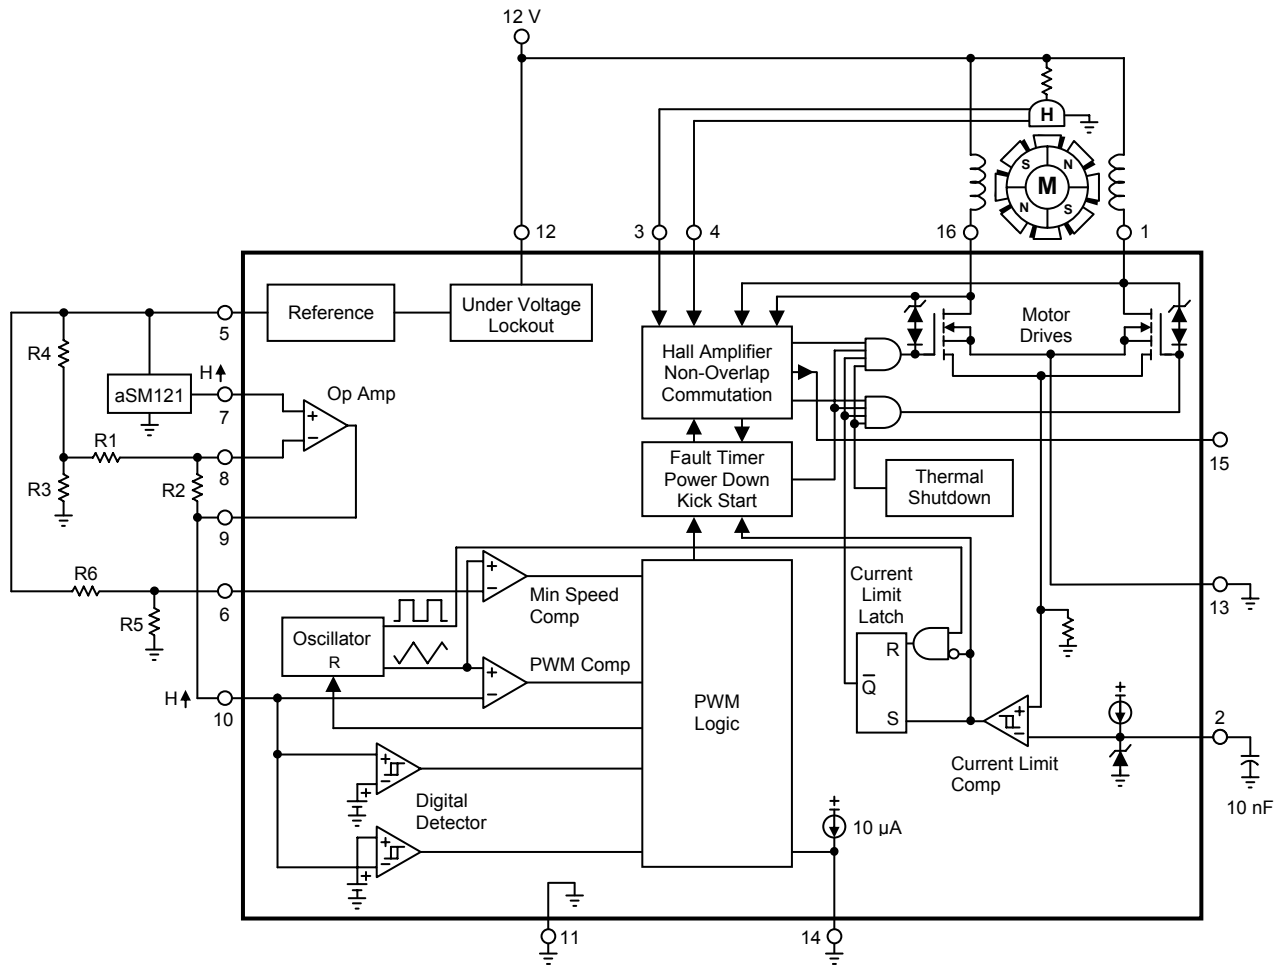 12 V
H
S
N
M
N
S
3
4
12
16
1
5
Reference
Under Voltage
Lockout
Motor
Drives
R4
H
aSM121
7
Op Amp
+
−
Hall Amplifier
Non-Overlap
Commutation
R1
8
R3
R2
9
Fault Timer
Power Down
Kick Start
Thermal
Shutdown
15
R6
6
R5
+
−
Min Speed
Comp
Current
Limit
Latch
13
Oscillator
R
R
Q̅
S
H
10
+
−
PWM Comp
PWM
Logic
+
−
+
2
Current Limit
Comp
10 nF
+
−
+
Digital
Detector
+
−
+
+
10 µA
11
14